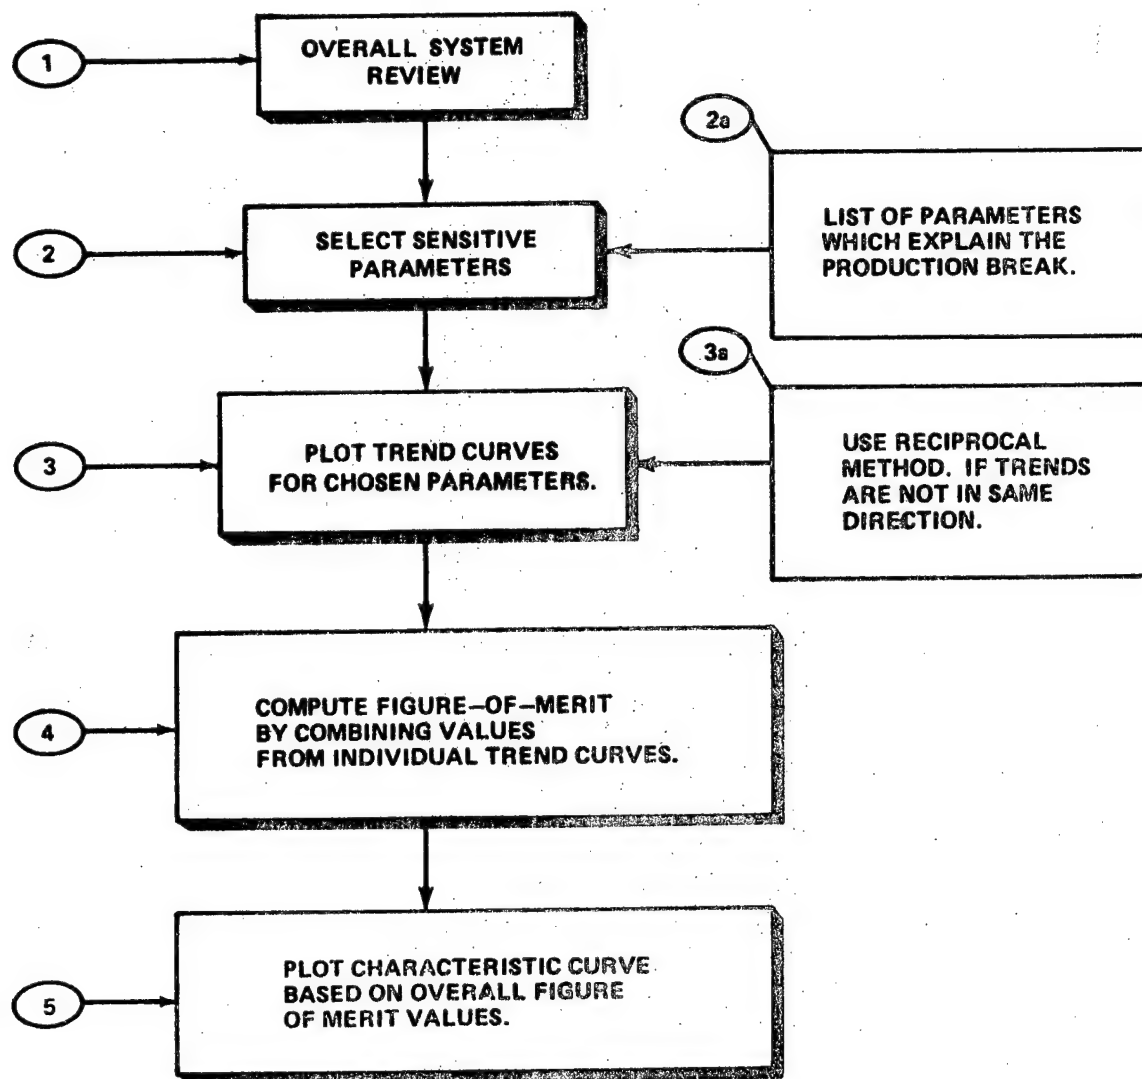 1
OVERALL SYSTEM
REVIEW
2a
LIST OF PARAMETERS
WHICH EXPLAIN THE
PRODUCTION BREAK.
2
SELECT SENSITIVE
PARAMETERS
3a
USE RECIPROCAL
METHOD. IF TRENDS
ARE NOT IN SAME
DIRECTION.
3
PLOT TREND CURVES
FOR CHOSEN PARAMETERS.
4
COMPUTE FIGURE–OF–MERIT
BY COMBINING VALUES
FROM INDIVIDUAL TREND CURVES.
5
PLOT CHARACTERISTIC CURVE
BASED ON OVERALL FIGURE
OF MERIT VALUES.